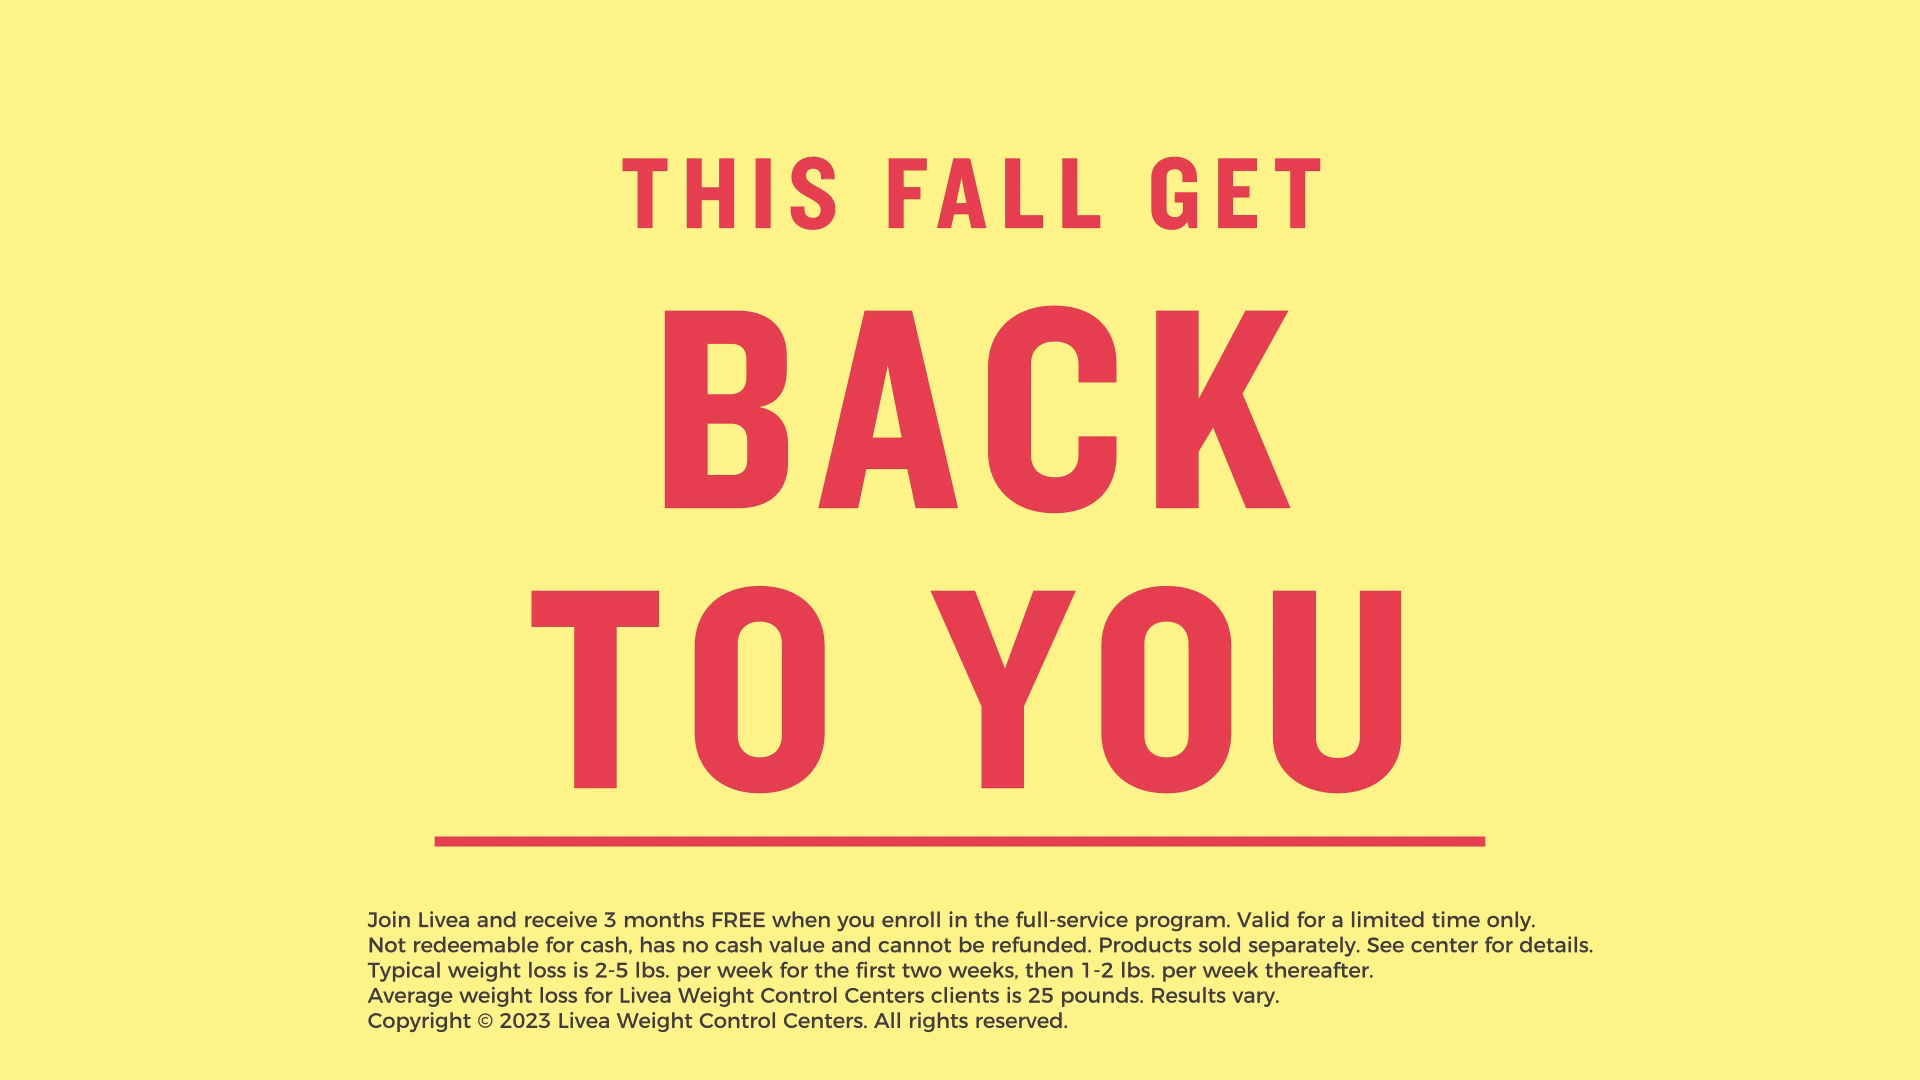 THIS FALL GET
BACK
TO YOU
Join Livea and receive 3 months FREE when you enroll in the full-service program. Valid for a limited time only.
Not redeemable for cash, has no cash value and cannot be refunded. Products sold separately. See center for details.
Typical weight loss is 2-5 lbs. per week for the first two weeks, then 1-2 lbs. per week thereafter.
Average weight loss for Livea Weight Control Centers clients is 25 pounds. Results vary.
Copyright © 2023 Livea Weight Control Centers. All rights reserved.